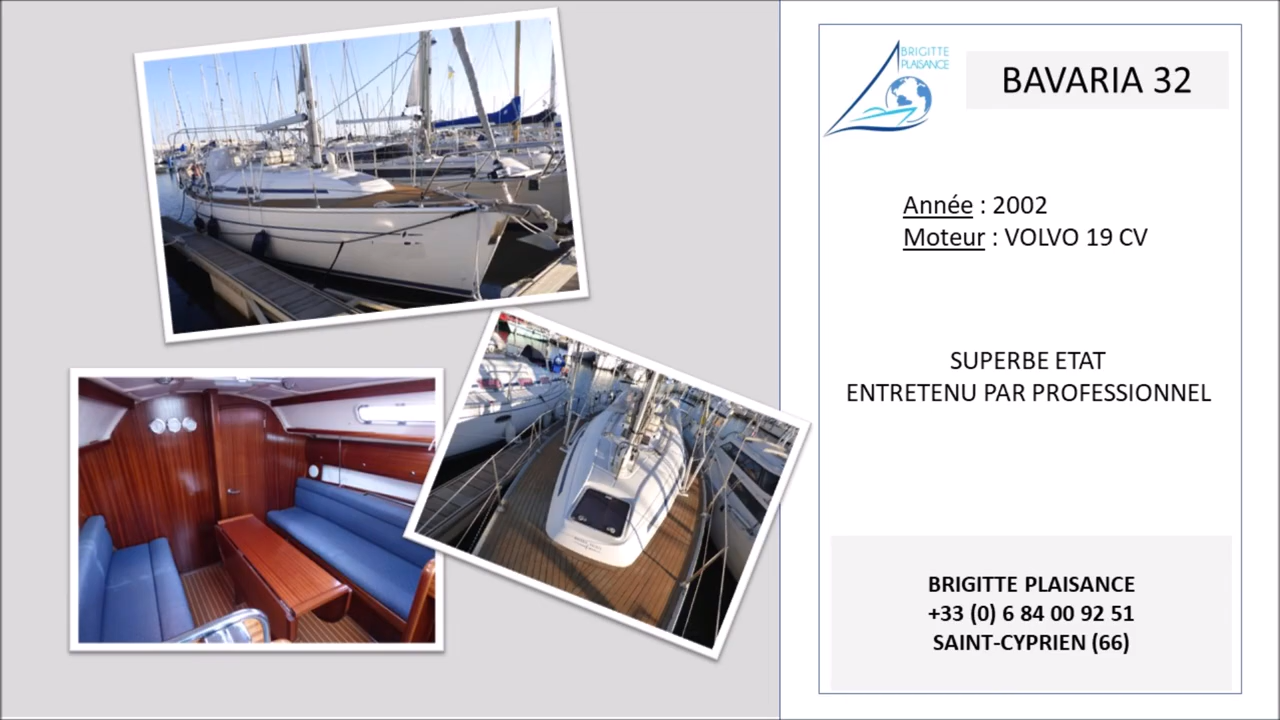 BRIGITTE
PLAISANCE
BAVARIA 32
Année : 2002
Moteur : VOLVO 19 CV
SUPERBE ETAT
ENTRETENU PAR PROFESSIONNEL
BRIGITTE PLAISANCE
+33 (0) 6 84 00 92 51
SAINT-CYPRIEN (66)